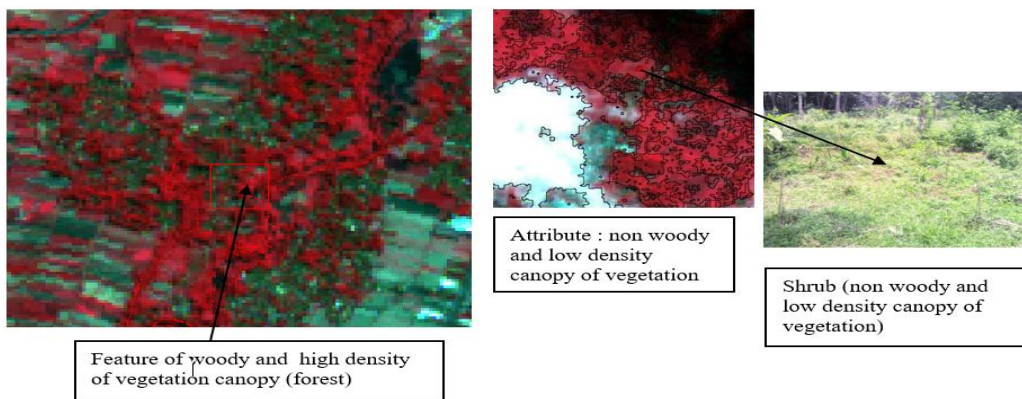 Feature of woody and high density
of vegetation canopy (forest)
Attribute : non woody
and low density
canopy of vegetation
Shrub (non woody and
low density canopy of
vegetation)